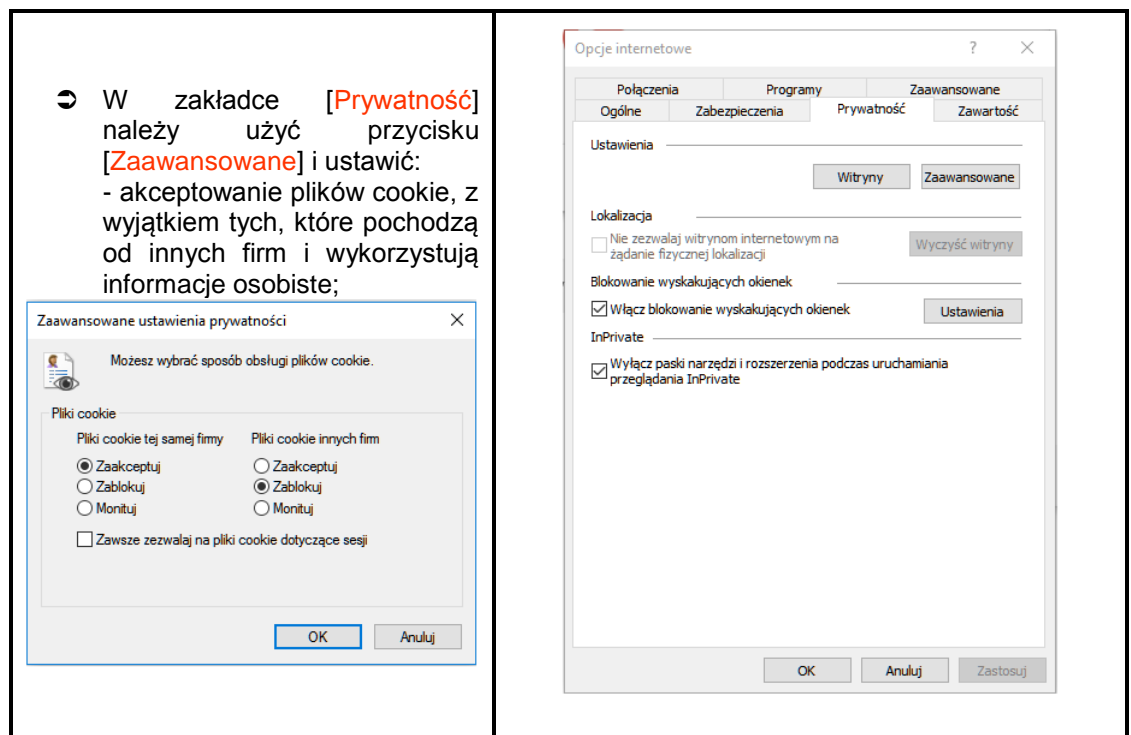 ➲ W zakładce [Prywatność]
należy użyć przycisku
[Zaawansowane] i ustawić:
- akceptowanie plików cookie, z
wyjątkiem tych, które pochodzą
od innych firm i wykorzystują
informacje osobiste;
Zaawansowane ustawienia prywatności
Możesz wybrać sposób obsługi plików cookie.
Pliki cookie
Pliki cookie tej samej firmy Pliki cookie innych firm
Zaakceptuj Zaakceptuj
Zablokuj Zablokuj
Monituj Monituj
Zawsze zezwalaj na pliki cookie dotyczące sesji
OK Anuluj
Opcje internetowe ?
Połączenia Programy Zaawansowane
Ogólne Zabezpieczenia Prywatność Zawartość
Ustawienia
Witryny Zaawansowane
Lokalizacja
Nie zezwalaj witrynom internetowym na
żądanie fizycznej lokalizacji
Wyczyść witryny
Blokowanie wyskakujących okienek
Włącz blokowanie wyskakujących okienek Ustawienia
InPrivate
Wyłącz paski narzędzi i rozszerzenia podczas uruchamiania
przeglądania InPrivate
OK Anuluj Zastosuj